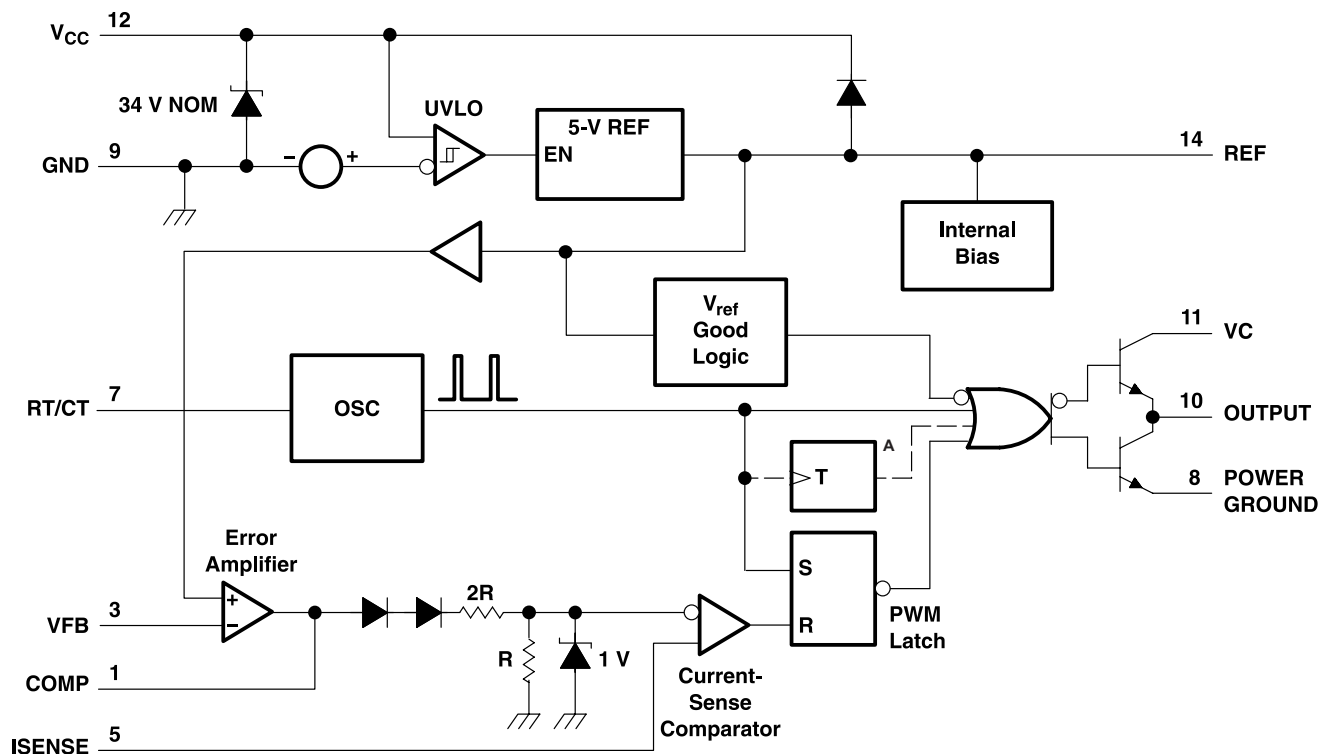 12
VCC
34 V NOM
UVLO
5-V REF
EN
9
GND
–
+
14
REF
Internal
Bias
Vref
Good
Logic
11
VC
7
RT/CT
OSC
10
OUTPUT
A
T
8
POWER
GROUND
Error
Amplifier
S
R
PWM
Latch
+
−
3
VFB
2R
R
1 V
1
COMP
Current-
Sense
Comparator
5
ISENSE